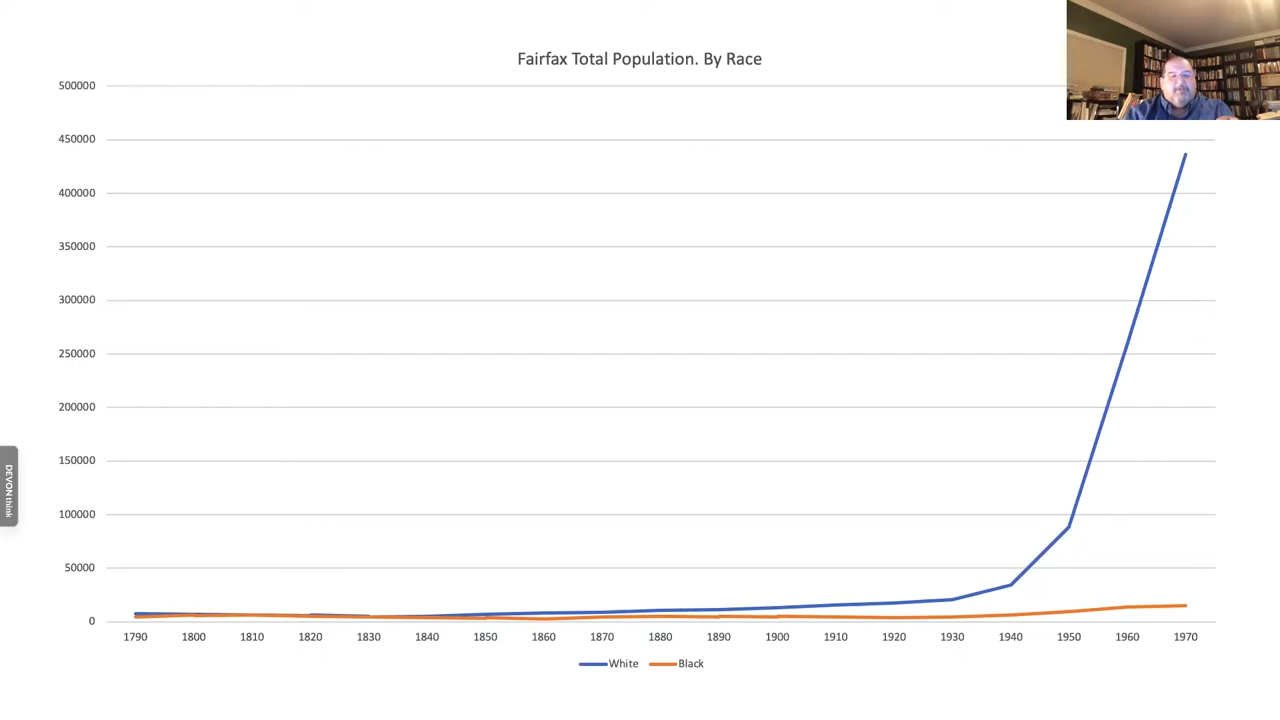 Fairfax Total Population. By Race
500000
450000
400000
350000
300000
250000
200000
150000
100000
50000
0
1790 1800 1810 1820 1830 1840 1850 1860 1870 1880 1890 1900 1910 1920 1930 1940 1950 1960 1970
White Black
DEVONthink